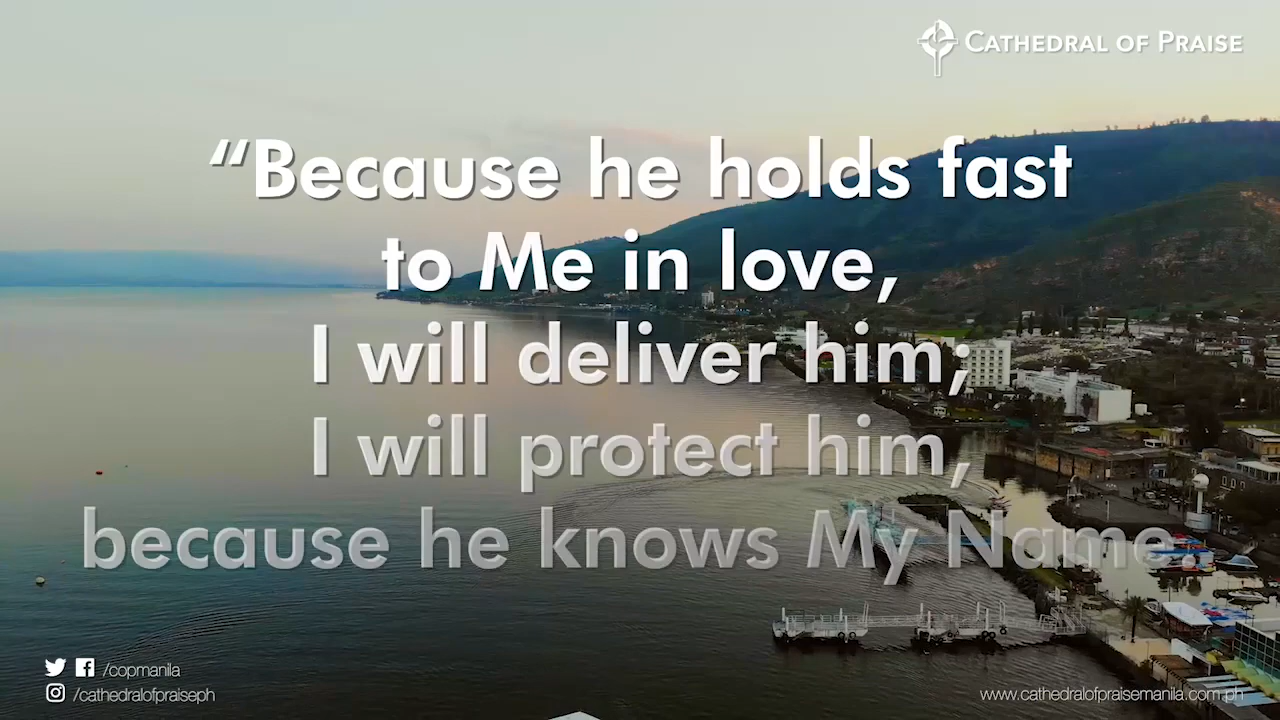 CATHEDRAL OF PRAISE
“Because he holds fast
to Me in love,
I will deliver him;
I will protect him,
because he knows My Name.
/copmanila
/cathedralofpraiseph
www.cathedralofpraisemanila.com.ph